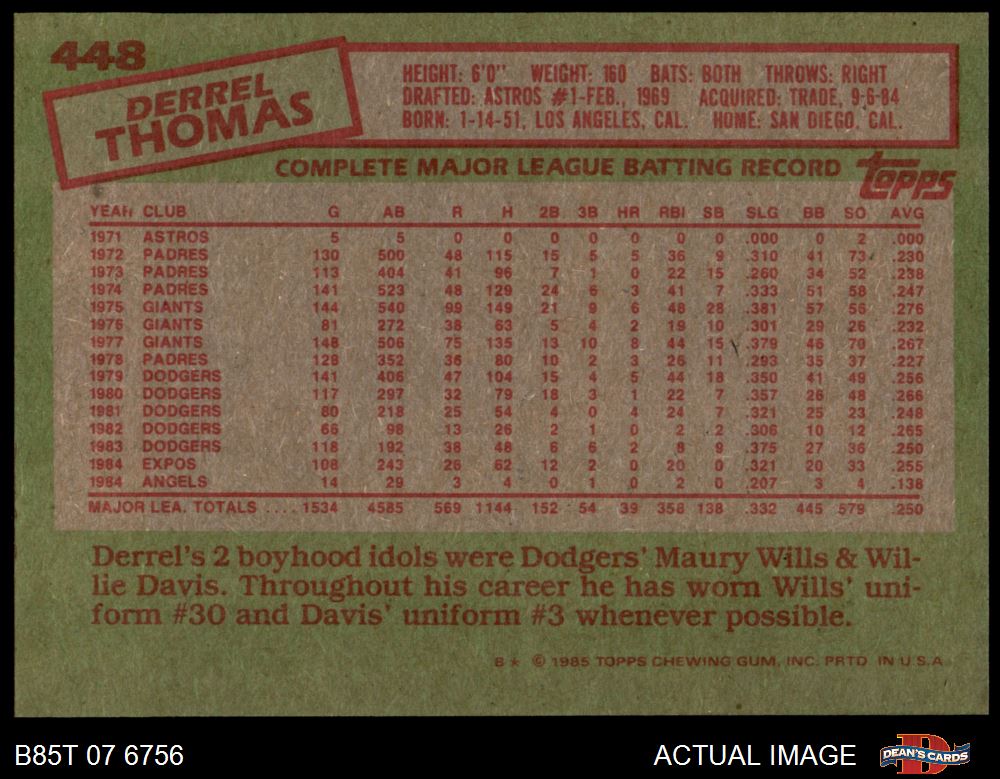 448
DERREL
THOMAS
HEIGHT: 6'0" WEIGHT: 160 BATS: BOTH THROWS: RIGHT
DRAFTED: ASTROS #1-FEB., 1969 ACQUIRED: TRADE, 9-6-84
BORN: 1-14-51, LOS ANGELES, CAL. HOME: SAN DIEGO, CAL.
COMPLETE MAJOR LEAGUE BATTING RECORD topps
YEAR CLUB G AB R H 2B 3B HR RBI SB SLG BB SO AVG
1971 ASTROS 5 5 0 0 0 0 0 0 0 .000 0 2 .000
1972 PADRES 130 500 48 115 15 5 5 36 9 .310 41 73 .230
1973 PADRES 113 404 41 96 7 1 0 22 15 .260 34 52 .238
1974 PADRES 141 523 48 129 24 6 3 41 7 .333 51 58 .247
1975 GIANTS 144 540 99 149 21 9 6 48 28 .381 57 56 .276
1976 GIANTS 81 272 38 63 5 4 2 19 10 .301 29 26 .232
1977 GIANTS 148 506 75 135 13 10 8 44 15 .379 46 70 .267
1978 PADRES 128 352 36 80 10 2 3 26 11 .293 35 37 .227
1979 DODGERS 141 406 47 104 15 4 5 44 18 .350 41 49 .256
1980 DODGERS 117 297 32 79 18 3 1 22 7 .357 26 48 .266
1981 DODGERS 80 218 25 54 4 0 4 24 7 .321 25 23 .248
1982 DODGERS 66 98 13 26 2 1 0 2 2 .306 10 12 .265
1983 DODGERS 118 192 38 48 6 6 2 8 9 .375 27 36 .250
1984 EXPOS 108 243 26 62 12 2 0 20 0 .321 20 33 .255
1984 ANGELS 14 29 3 4 0 1 0 2 0 .207 3 4 .138
MAJOR LEA. TOTALS .... 1534 4585 569 1144 152 54 39 358 138 .332 445 579 .250
Derrel's 2 boyhood idols were Dodgers' Maury Wills & Wil-
lie Davis. Throughout his career he has worn Wills' uni-
form #30 and Davis' uniform #3 whenever possible.
B* © 1985 TOPPS CHEWING GUM, INC. PRTD. IN U.S.A.
B85T 07 6756 ACTUAL IMAGE DEAN'S CARDS